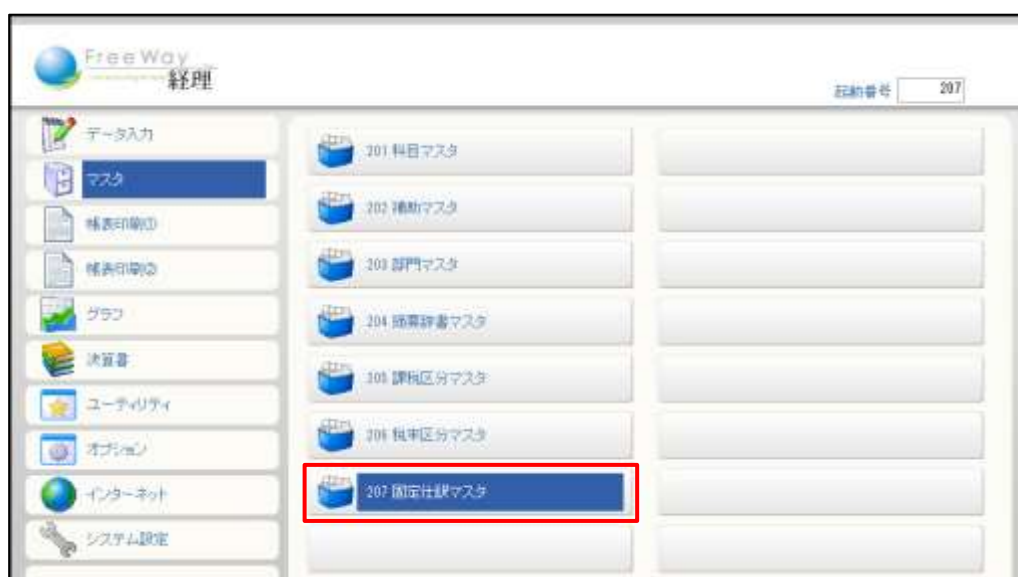 FreeWay
経理
起動番号 207
データ入力
マスタ
帳表印刷①
帳表印刷②
グラフ
決算書
ユーティリティ
オプション
インターネット
システム設定
201 科目マスタ
202 補助マスタ
203 部門マスタ
204 摘要辞書マスタ
205 課税区分マスタ
206 税率区分マスタ
207 固定仕訳マスタ